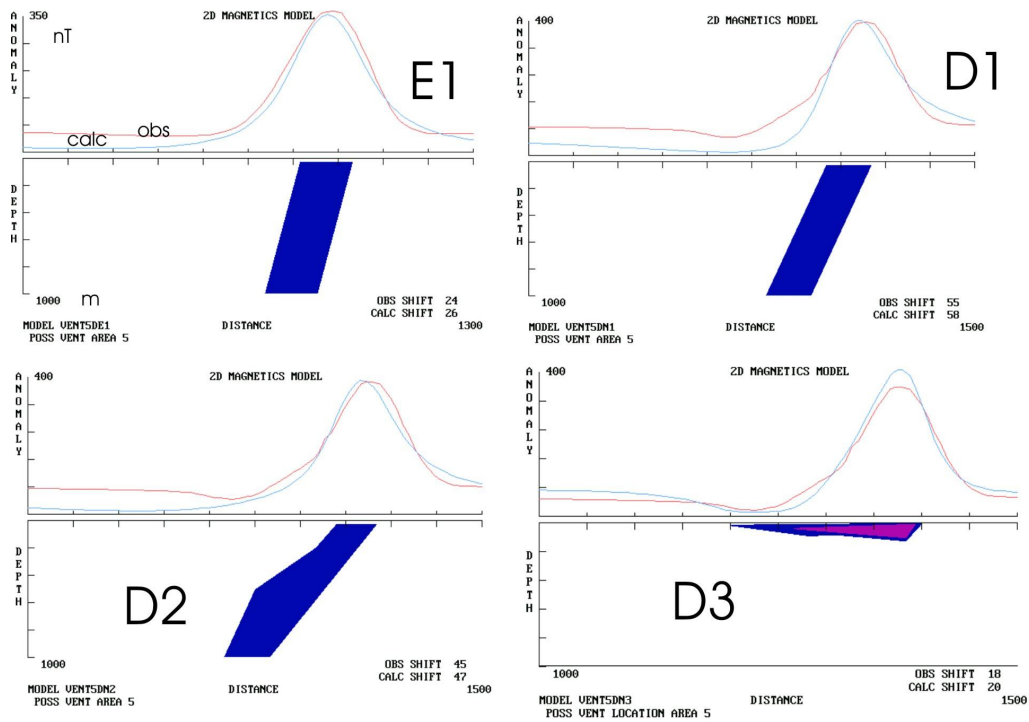 2D MAGNETICS MODEL
ANOMALY
350
nT
E1
calc
obs
DEPTH
1000
m
OBS SHIFT 24
CALC SHIFT 26
MODEL VENT5DE1
DISTANCE
1300
POSS VENT AREA 5
2D MAGNETICS MODEL
ANOMALY
400
D1
DEPTH
1000
OBS SHIFT 55
CALC SHIFT 58
MODEL VENT5DN1
DISTANCE
1500
POSS VENT AREA 5
2D MAGNETICS MODEL
ANOMALY
400
DEPTH
D2
1000
OBS SHIFT 45
CALC SHIFT 47
MODEL VENT5DN2
DISTANCE
1500
POSS VENT AREA 5
2D MAGNETICS MODEL
ANOMALY
400
DEPTH
D3
1000
OBS SHIFT 18
CALC SHIFT 20
MODEL VENT5DN3
DISTANCE
1500
POSS VENT LOCATION AREA 5